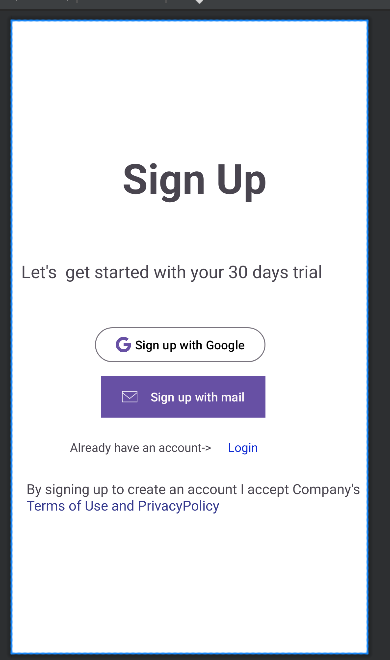 Sign Up
Let's  get started with your 30 days trial
Sign up with Google
Sign up with mail
Already have an account-> Login
By signing up to create an account I accept Company's
Terms of Use and PrivacyPolicy